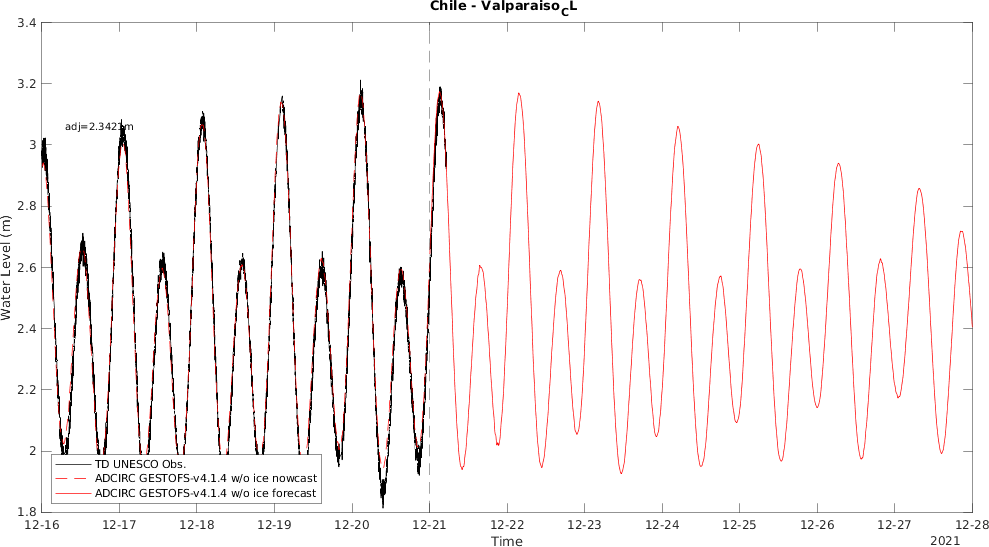 Chile - Valparaiso_CL
3.4
3.2
3
2.8
2.6
2.4
2.2
2
1.8
Water Level (m)
adj=2.3423m
TD UNESCO Obs.
ADCIRC GESTOFS-v4.1.4 w/o ice nowcast
ADCIRC GESTOFS-v4.1.4 w/o ice forecast
12-16 12-17 12-18 12-19 12-20 12-21 12-22 12-23 12-24 12-25 12-26 12-27 12-28
Time
2021